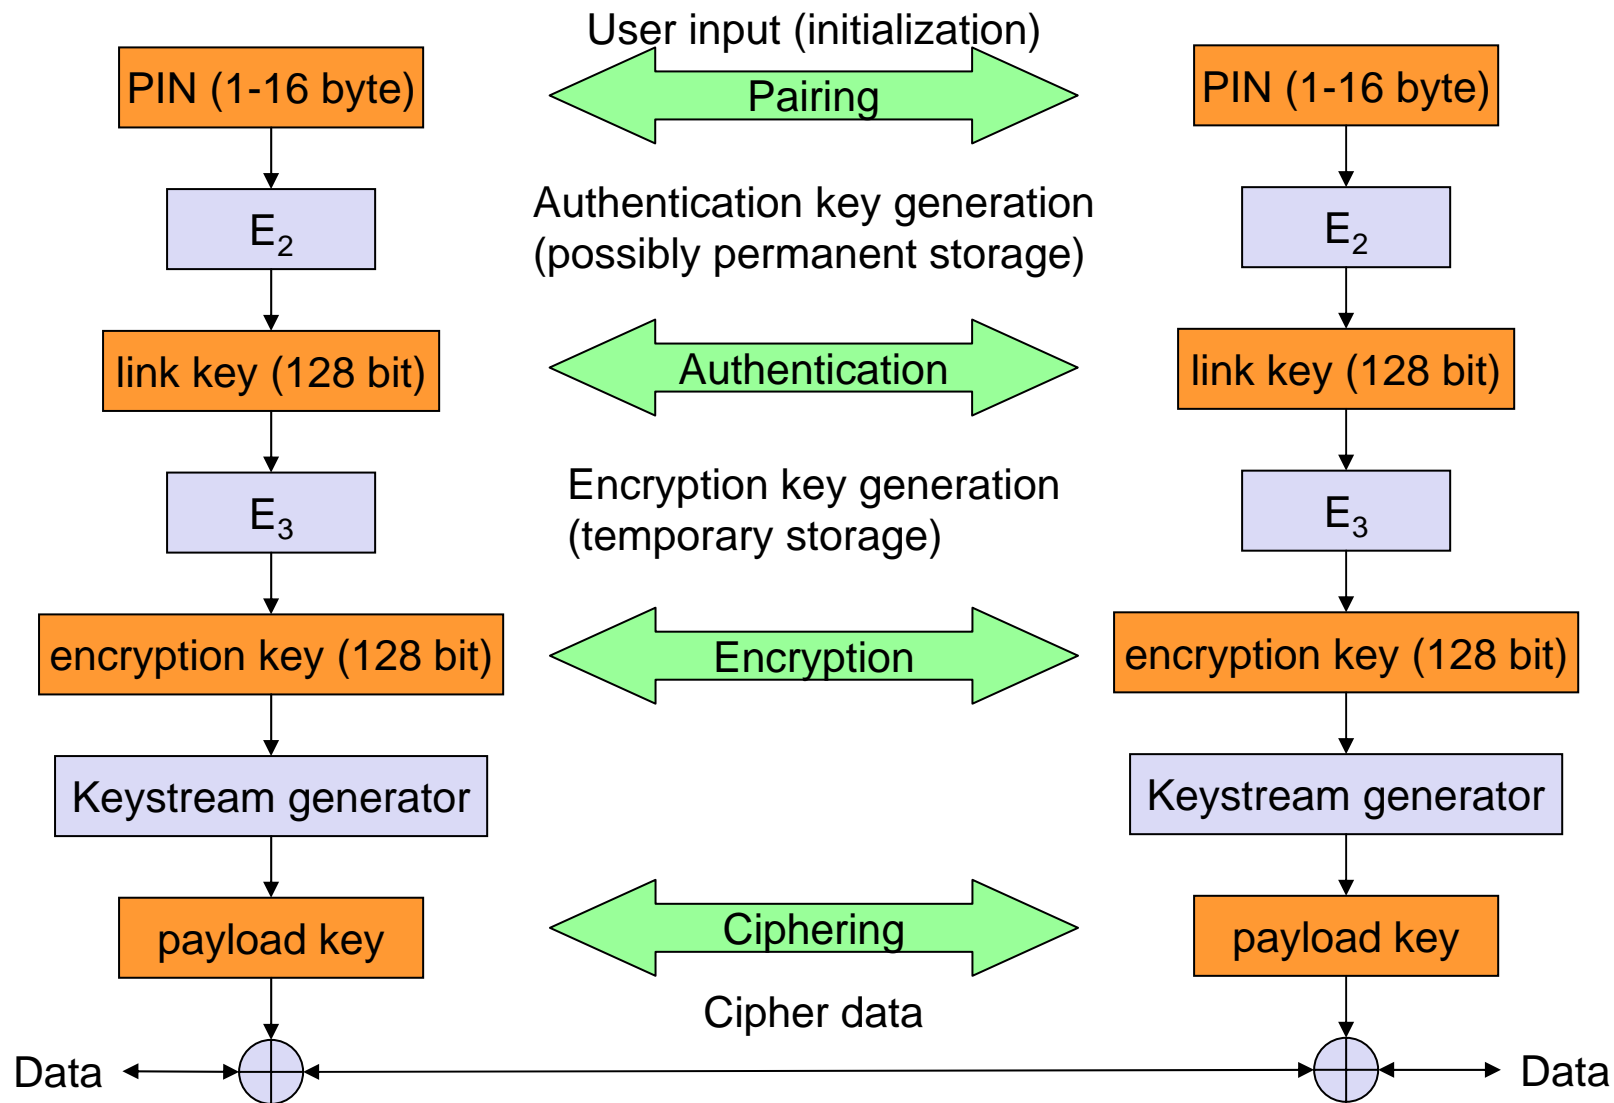 User input (initialization)
PIN (1-16 byte)
Pairing
PIN (1-16 byte)
E2
Authentication key generation
(possibly permanent storage)
E2
link key (128 bit)
Authentication
link key (128 bit)
E3
Encryption key generation
(temporary storage)
E3
encryption key (128 bit)
Encryption
encryption key (128 bit)
Keystream generator
Keystream generator
payload key
Ciphering
payload key
Cipher data
Data
Data